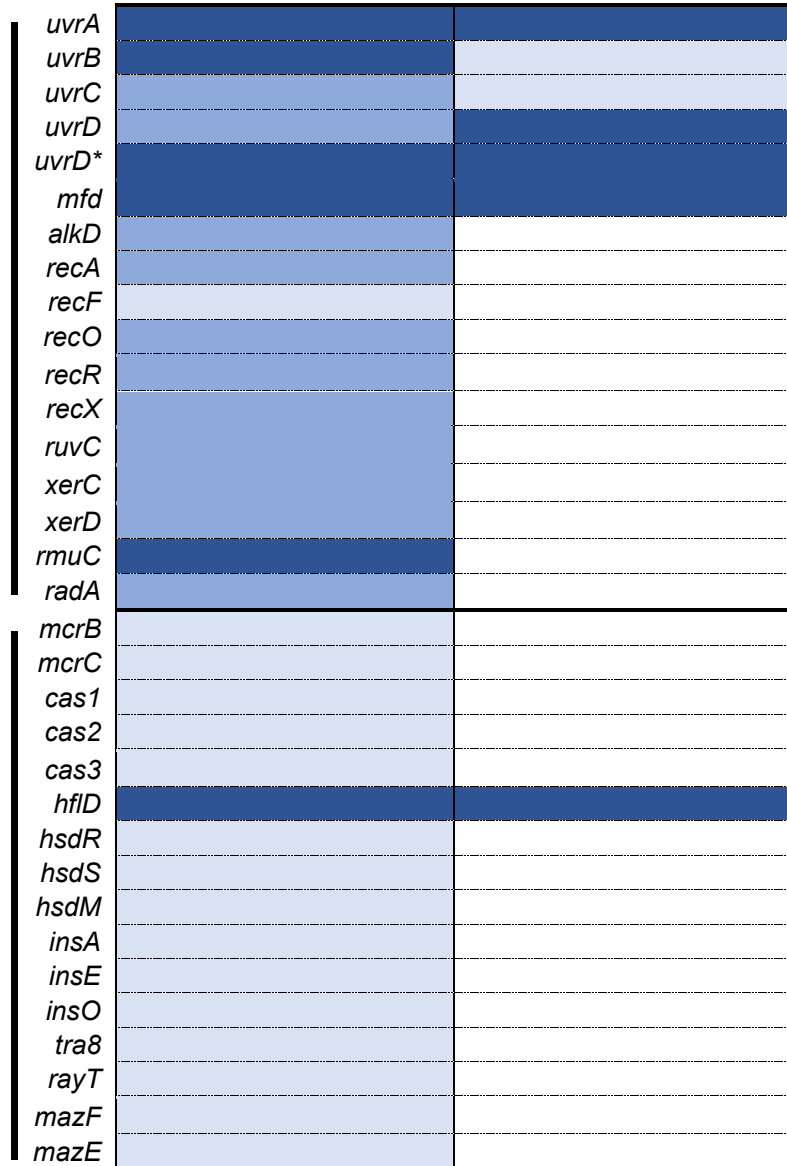 uvrA
uvrB
uvrC
uvrD
uvrD*
mfd
alkD
recA
recF
recO
recR
recX
ruvC
xerC
xerD
rmuC
radA
mcrB
mcrC
cas1
cas2
cas3
hflD
hsdR
hsdS
hsdM
insA
insE
insO
tra8
rayT
mazF
mazE